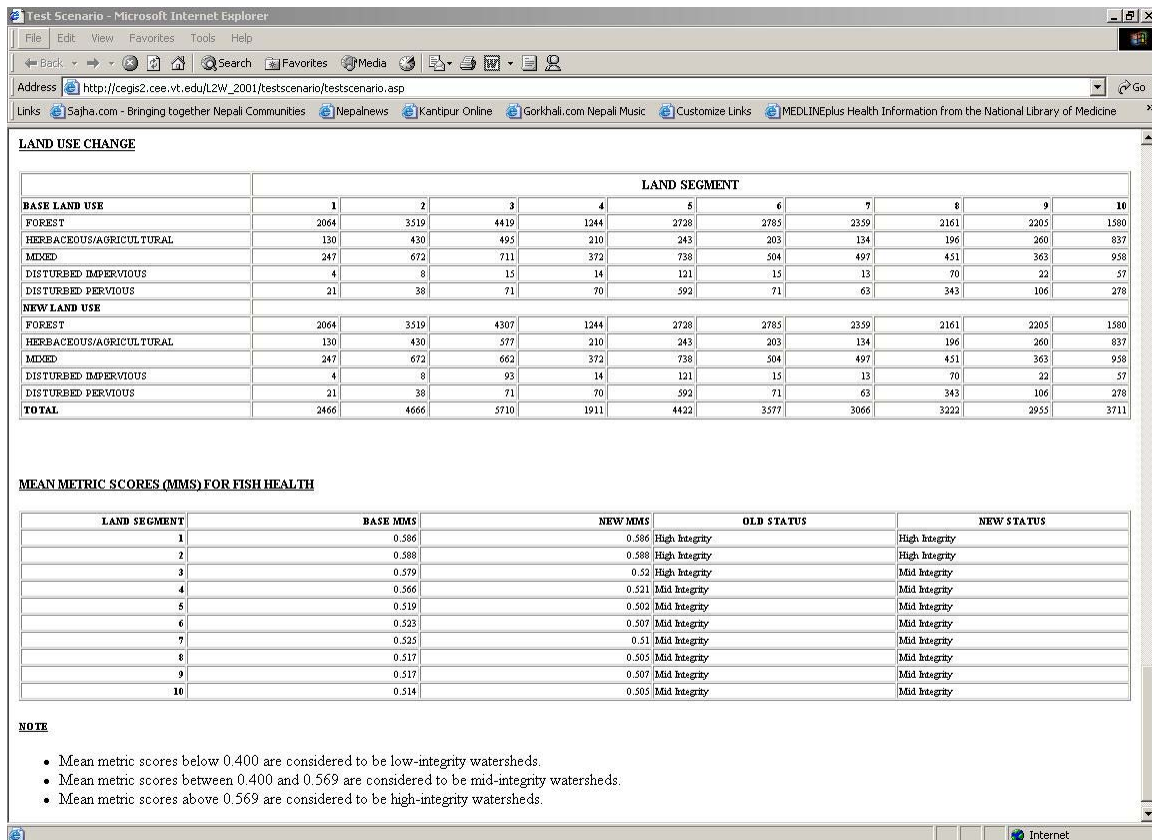 Test Scenario - Microsoft Internet Explorer
File Edit View Favorites Tools Help
Back Search Favorites Media
Address http://cegis2.cee.vt.edu/L2W_2001/testscenario/testscenario.asp Go
Links Sajha.com - Bringing together Nepali Communities Nepalnews Kantipur Online Gorkhali.com Nepali Music Customize Links MEDLINEplus Health Information from the National Library of Medicine
LAND USE CHANGE
LAND SEGMENT
BASE LAND USE 1 2 3 4 5 6 7 8 9 10
FOREST 2064 3519 4419 1244 2728 2785 2359 2161 2205 1580
HERBACEOUS/AGRICULTURAL 130 430 495 210 243 203 134 196 260 837
MIXED 247 672 711 372 738 504 497 451 363 958
DISTURBED IMPERVIOUS 4 8 15 14 121 15 13 70 22 57
DISTURBED PERVIOUS 21 38 71 70 592 71 63 343 106 278
NEW LAND USE
FOREST 2064 3519 4307 1244 2728 2785 2359 2161 2205 1580
HERBACEOUS/AGRICULTURAL 130 430 577 210 243 203 134 196 260 837
MIXED 247 672 662 372 738 504 497 451 363 958
DISTURBED IMPERVIOUS 4 8 93 14 121 15 13 70 22 57
DISTURBED PERVIOUS 21 38 71 70 592 71 63 343 106 278
TOTAL 2466 4666 5710 1911 4422 3577 3066 3222 2955 3711
MEAN METRIC SCORES (MMS) FOR FISH HEALTH
LAND SEGMENT BASE MMS NEW MMS OLD STATUS NEW STATUS
1 0.586 0.586 High Integrity High Integrity
2 0.588 0.588 High Integrity High Integrity
3 0.579 0.52 High Integrity Mid Integrity
4 0.566 0.521 Mid Integrity Mid Integrity
5 0.519 0.502 Mid Integrity Mid Integrity
6 0.523 0.507 Mid Integrity Mid Integrity
7 0.525 0.51 Mid Integrity Mid Integrity
8 0.517 0.505 Mid Integrity Mid Integrity
9 0.517 0.507 Mid Integrity Mid Integrity
10 0.514 0.505 Mid Integrity Mid Integrity
NOTE
• Mean metric scores below 0.400 are considered to be low-integrity watersheds.
• Mean metric scores between 0.400 and 0.569 are considered to be mid-integrity watersheds.
• Mean metric scores above 0.569 are considered to be high-integrity watersheds.
Internet